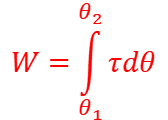 W = ∫_{θ₁}^{θ₂} τdθ